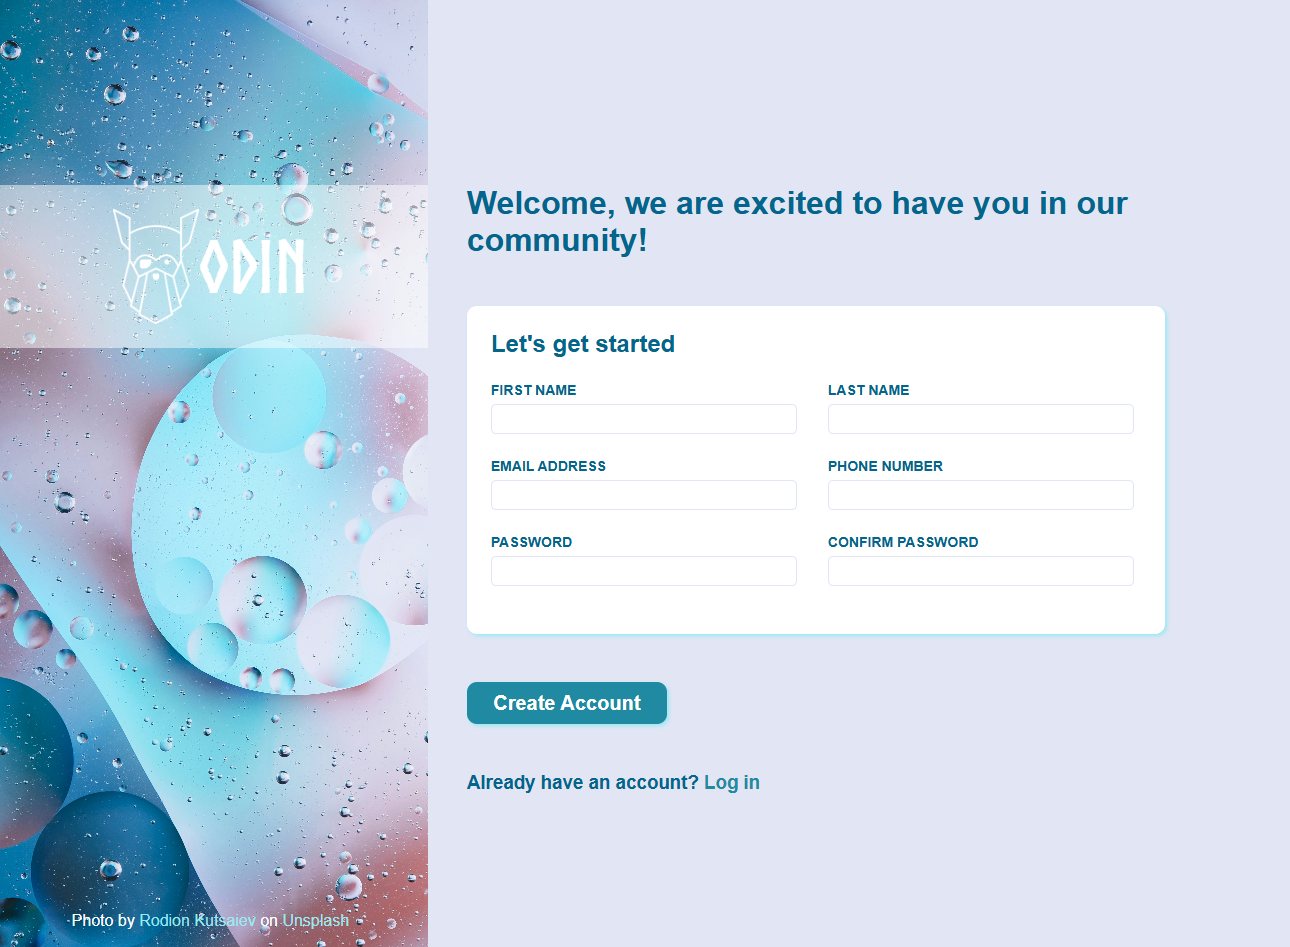 ODIN
Welcome, we are excited to have you in our
community!
Let's get started
FIRST NAME
LAST NAME
EMAIL ADDRESS
PHONE NUMBER
PASSWORD
CONFIRM PASSWORD
Create Account
Already have an account? Log in
Photo by Rodion Kutsaiev on Unsplash